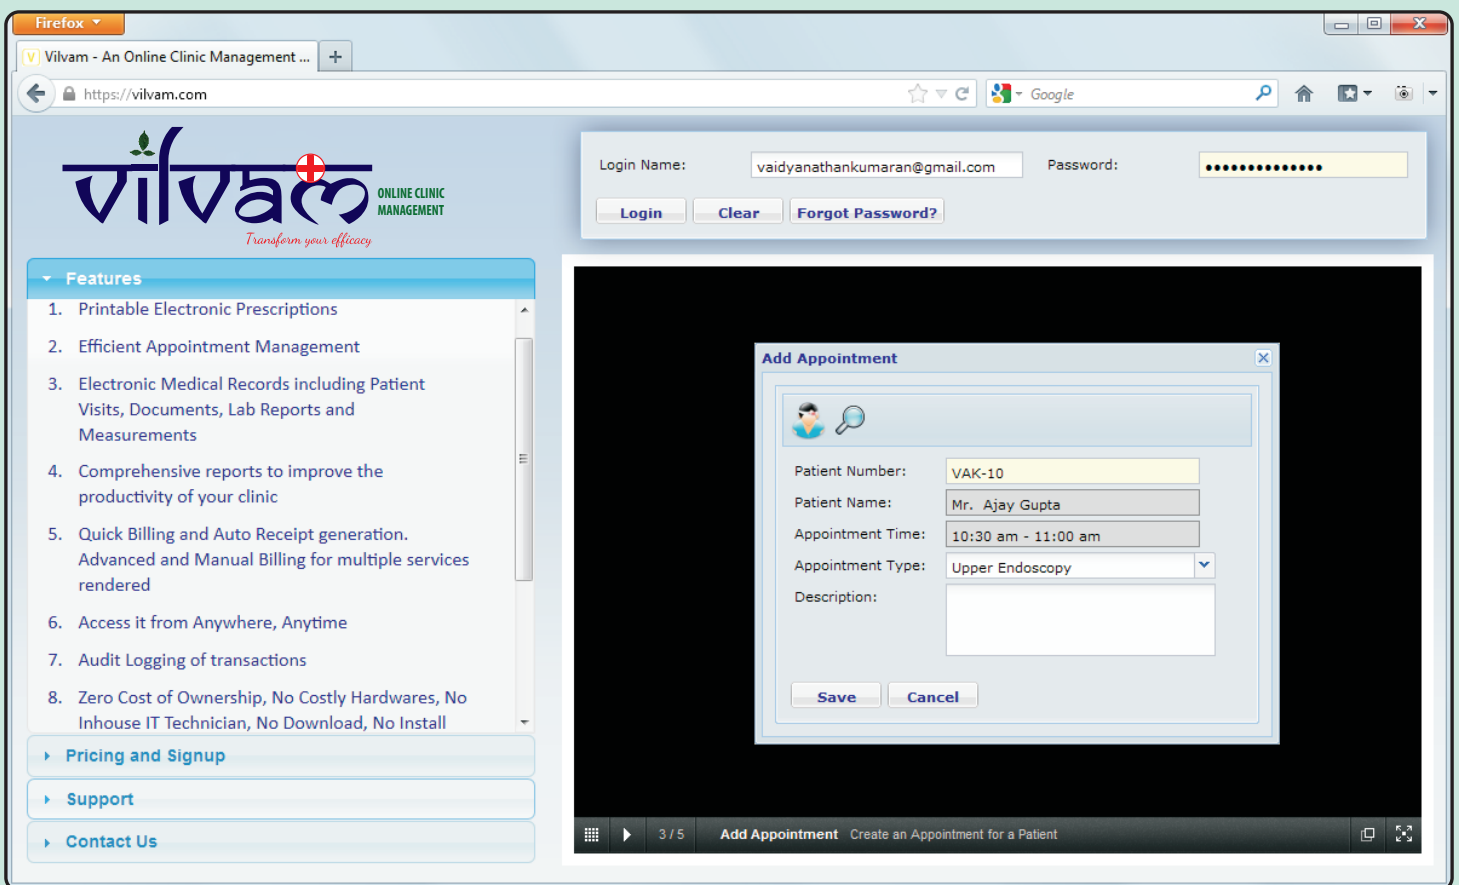 Firefox
Vilvam - An Online Clinic Management ...
https://vilvam.com
Google
vilvam
ONLINE CLINIC
MANAGEMENT
Transform your efficacy
Login Name:
vaidyanathankumaran@gmail.com
Password:
Login
Clear
Forgot Password?
Features
1. Printable Electronic Prescriptions
2. Efficient Appointment Management
3. Electronic Medical Records including Patient
Visits, Documents, Lab Reports and
Measurements
4. Comprehensive reports to improve the
productivity of your clinic
5. Quick Billing and Auto Receipt generation.
Advanced and Manual Billing for multiple services
rendered
6. Access it from Anywhere, Anytime
7. Audit Logging of transactions
8. Zero Cost of Ownership, No Costly Hardwares, No
Inhouse IT Technician, No Download, No Install
Pricing and Signup
Support
Contact Us
Add Appointment
Patient Number: VAK-10
Patient Name: Mr. Ajay Gupta
Appointment Time: 10:30 am - 11:00 am
Appointment Type: Upper Endoscopy
Description:
Save Cancel
3 / 5 Add Appointment Create an Appointment for a Patient